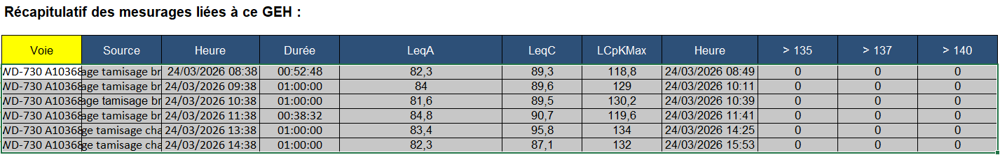 Récapitulatif des mesurages liées à ce GEH :
Voie Source Heure Durée LeqA LeqC LCpKMax Heure > 135 > 137 > 140
WD-730 A10368 age tamisage br 24/03/2026 08:38 00:52:48 82,3 89,3 118,8 24/03/2026 08:49 0 0 0
WD-730 A10368 age tamisage br 24/03/2026 09:38 01:00:00 84 89,6 129 24/03/2026 10:11 0 0 0
WD-730 A10368 age tamisage br 24/03/2026 10:38 01:00:00 81,6 89,5 130,2 24/03/2026 10:39 0 0 0
WD-730 A10368 age tamisage br 24/03/2026 11:38 00:38:32 84,8 90,7 119,6 24/03/2026 11:41 0 0 0
WD-730 A10368 ge tamisage cha 24/03/2026 13:38 01:00:00 83,4 95,8 134 24/03/2026 14:25 0 0 0
WD-730 A10368 ge tamisage cha 24/03/2026 14:38 01:00:00 82,3 87,1 132 24/03/2026 15:53 0 0 0